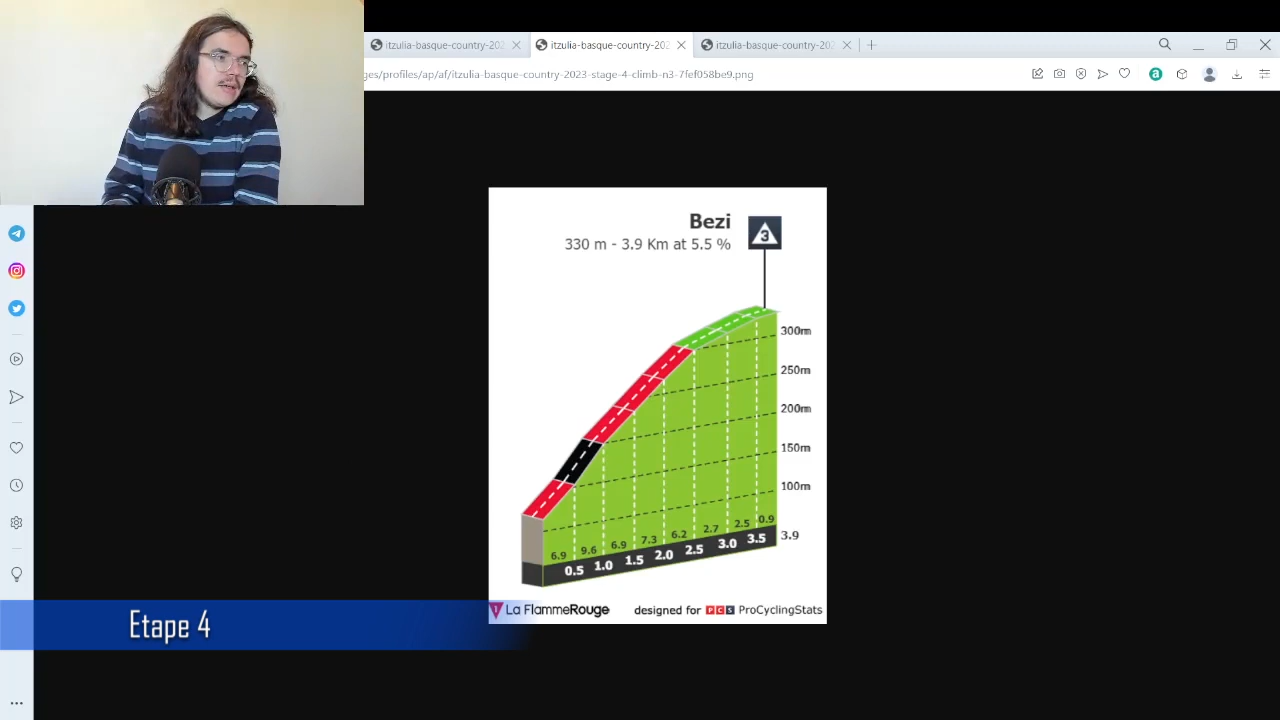 itzulia-basque-country-202
itzulia-basque-country-202
itzulia-basque-country-202
ges/profiles/ap/af/itzulia-basque-country-2023-stage-4-climb-n3-7fef058be9.png
a
Bezi
3
330 m - 3.9 Km at 5.5 %
300m
250m
200m
150m
100m
6.9 9.6 6.9 7.3 6.2 2.7 2.5 0.9
0.5 1.0 1.5 2.0 2.5 3.0 3.5 3.9
La FlammeRouge designed for PCS ProCyclingStats
Etape 4